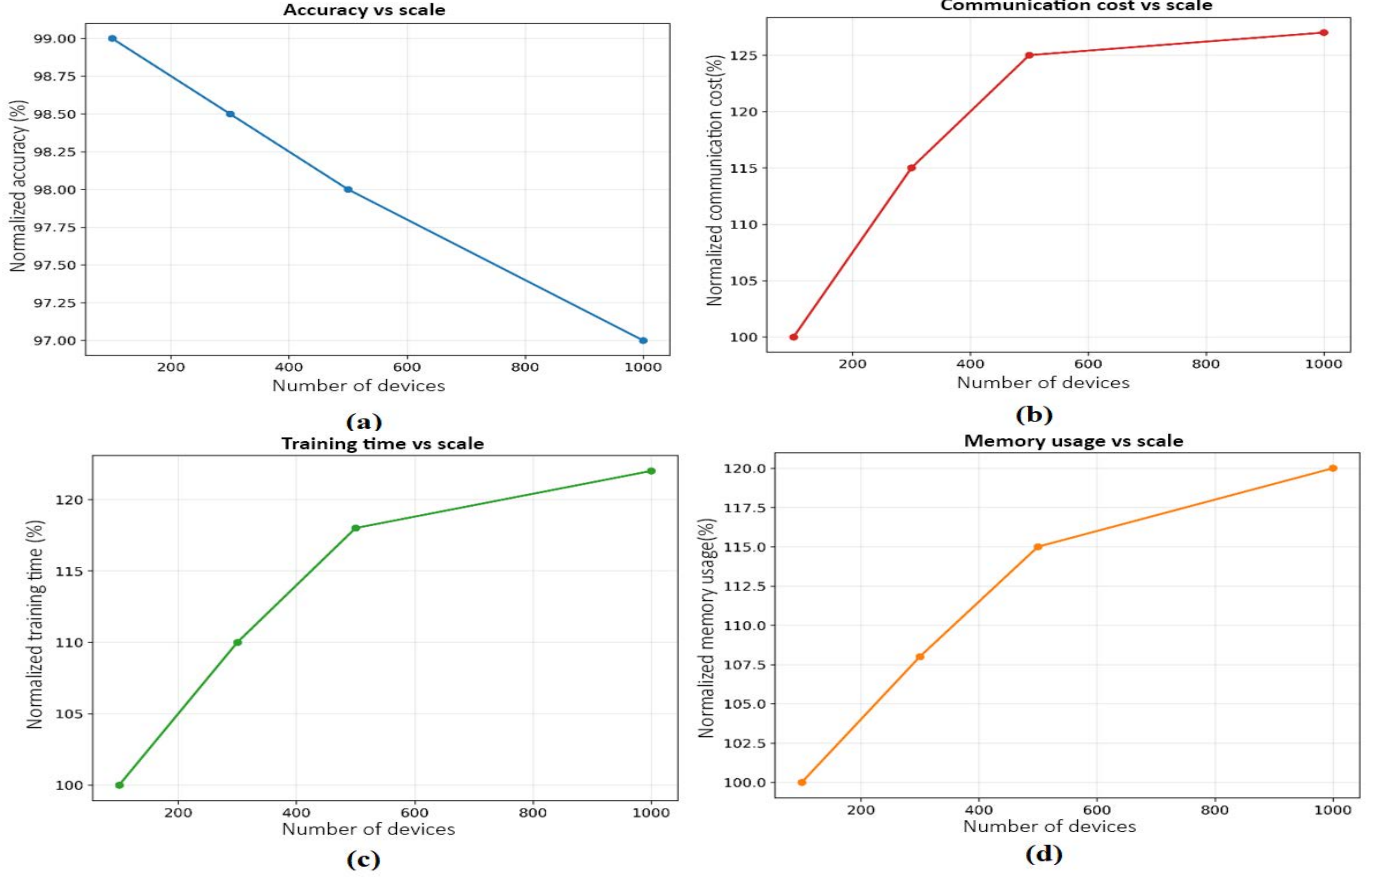 Accuracy vs scale
Normalized accuracy (%)
99.00
98.75
98.50
98.25
98.00
97.75
97.50
97.25
97.00
200 400 600 800 1000
Number of devices
(a)
Communication cost vs scale
Normalized communication cost(%)
125
120
115
110
105
100
200 400 600 800 1000
Number of devices
(b)
Training time vs scale
Normalized training time (%)
120
115
110
105
100
200 400 600 800 1000
Number of devices
(c)
Memory usage vs scale
Normalized memory usage(%)
120.0
117.5
115.0
112.5
110.0
107.5
105.0
102.5
100.0
200 400 600 800 1000
Number of devices
(d)